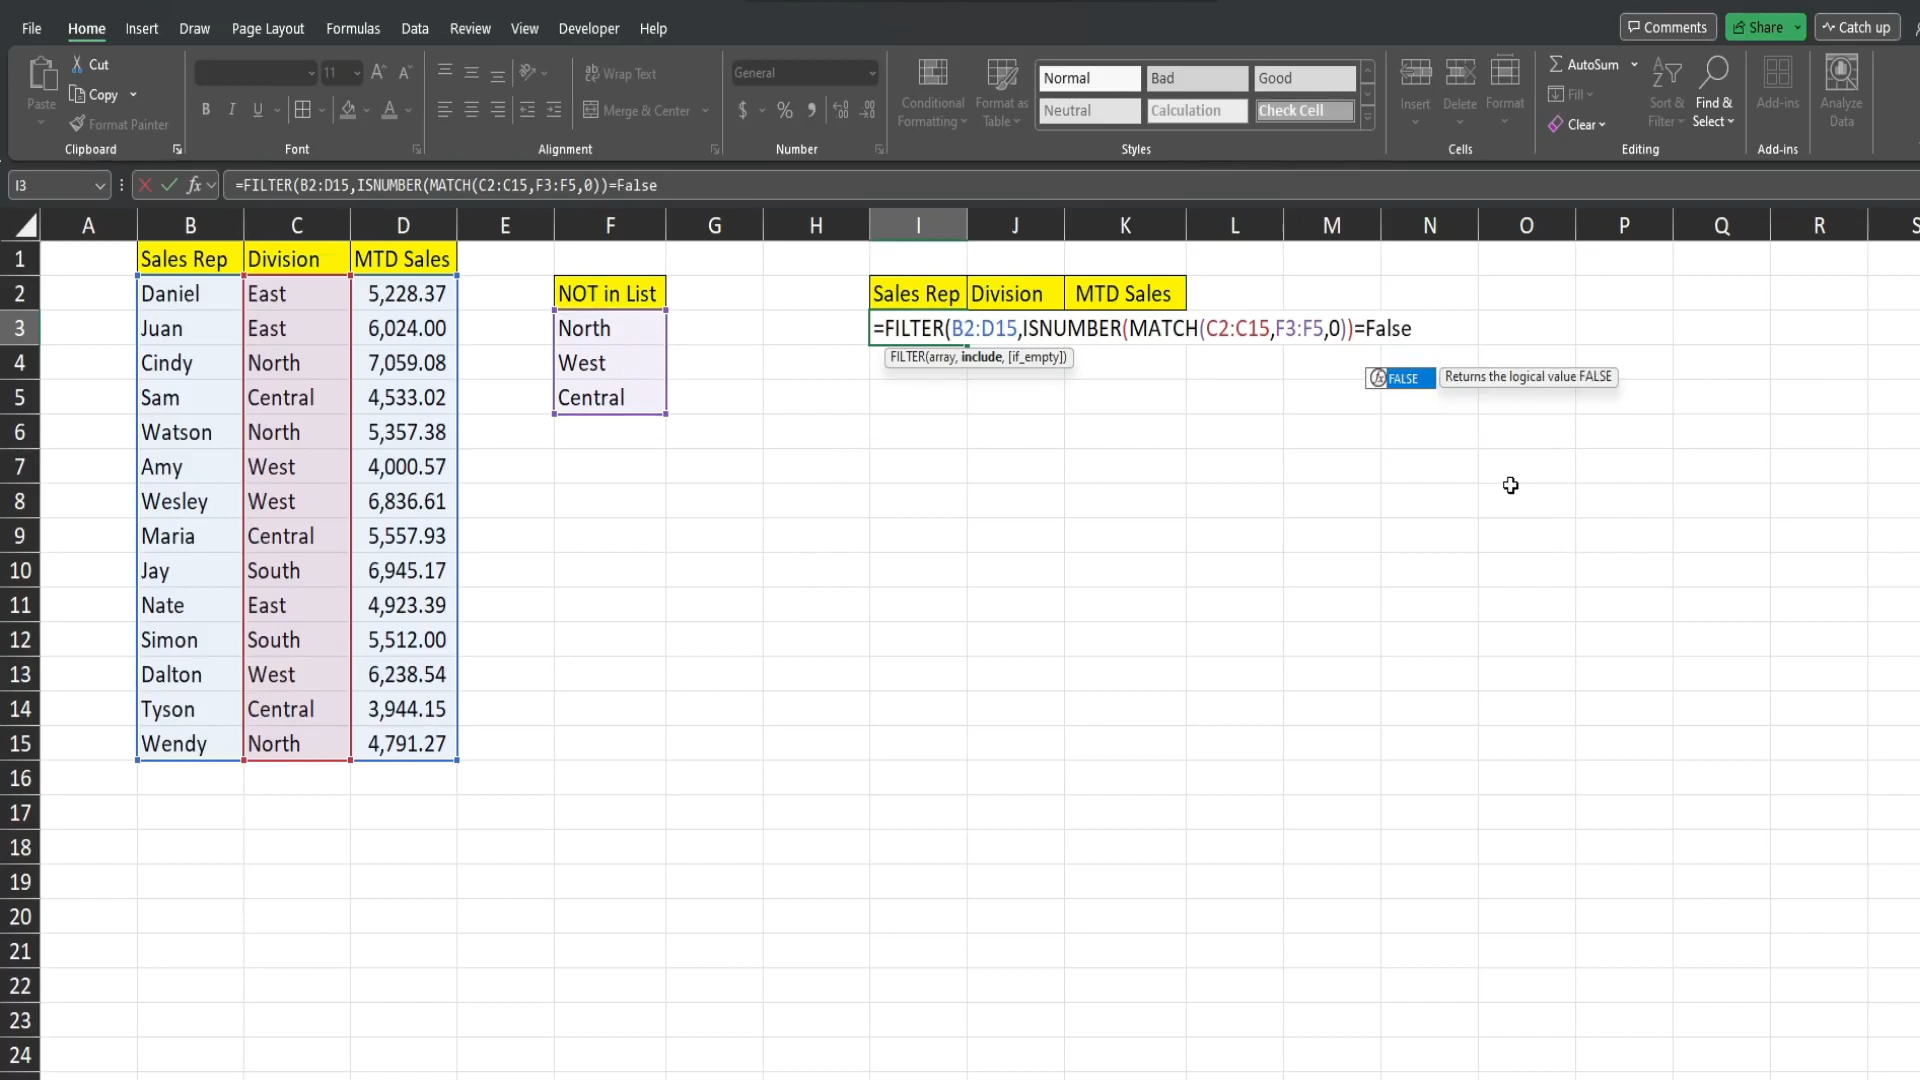 File Home Insert Draw Page Layout Formulas Data Review View Developer Help Comments Share Catch up
Paste Cut Copy Format Painter Clipboard
11 A A B I U A Font
ab Wrap Text Merge & Center Alignment
General $ % Number
Conditional Formatting Format as Table Normal Bad Good Neutral Calculation Check Cell Styles
Insert Delete Format Cells
AutoSum Fill Clear Sort & Filter Find & Select Editing
Add-ins Add-ins
Analyze Data
I3 fx =FILTER(B2:D15,ISNUMBER(MATCH(C2:C15,F3:F5,0))=False
A B C D E F G H I J K L M N O P Q R S
1 Sales Rep Division MTD Sales
2 Daniel East 5,228.37 NOT in List Sales Rep Division MTD Sales
3 Juan East 6,024.00 North =FILTER(B2:D15,ISNUMBER(MATCH(C2:C15,F3:F5,0))=False
FILTER(array, include, [if_empty])
4 Cindy North 7,059.08 West
fx FALSE Returns the logical value FALSE
5 Sam Central 4,533.02 Central
6 Watson North 5,357.38
7 Amy West 4,000.57
8 Wesley West 6,836.61
9 Maria Central 5,557.93
10 Jay South 6,945.17
11 Nate East 4,923.39
12 Simon South 5,512.00
13 Dalton West 6,238.54
14 Tyson Central 3,944.15
15 Wendy North 4,791.27
16
17
18
19
20
21
22
23
24